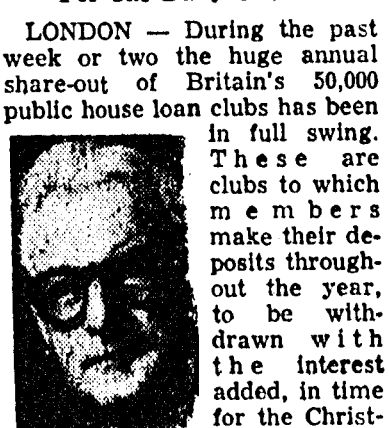 LONDON — During the past
week or two the huge annual
share-out of Britain's 50,000
public house loan clubs has been
in full swing.
These are
clubs to which
members
make their de-
posits through-
out the year,
to be with-
drawn with
the interest
added, in time
for the Christ-